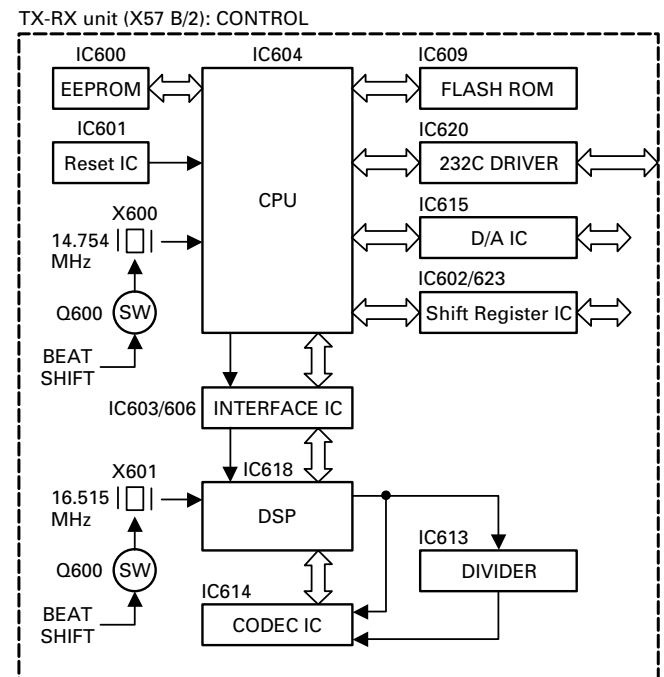 TX-RX unit (X57 B/2): CONTROL
IC600
EEPROM
IC604
CPU
IC609
FLASH ROM
IC601
Reset IC
IC620
232C DRIVER
X600
14.754
MHz
IC615
D/A IC
Q600
SW
IC602/623
Shift Register IC
BEAT
SHIFT
IC603/606
INTERFACE IC
X601
16.515
MHz
IC618
DSP
IC613
DIVIDER
Q600
SW
IC614
CODEC IC
BEAT
SHIFT